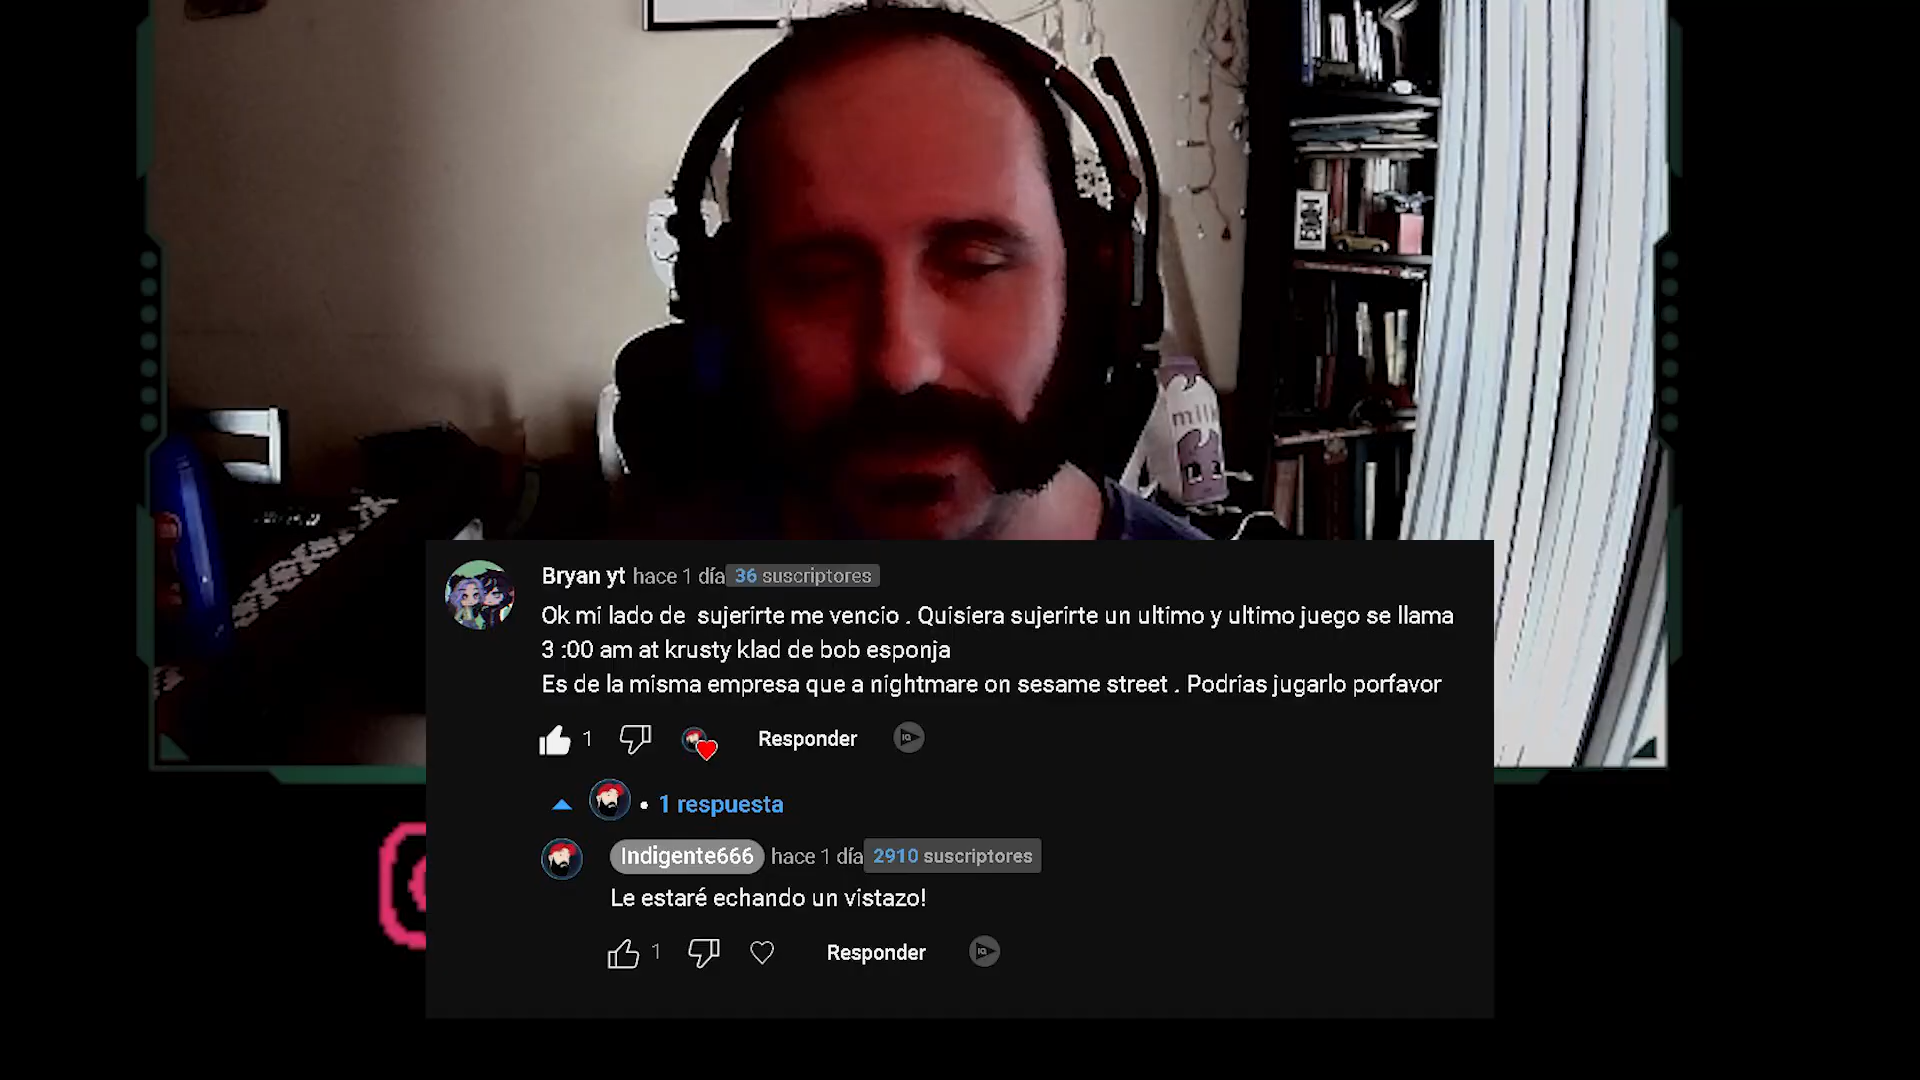 milk
Bryan yt hace 1 día 36 suscriptores
Ok mi lado de  sujerirte me vencio . Quisiera sujerirte un ultimo y ultimo juego se llama
3 :00 am at krusty klad de bob esponja
Es de la misma empresa que a nightmare on sesame street . Podrias jugarlo porfavor
1
Responder
1 respuesta
Indigente666 hace 1 día 2910 suscriptores
Le estaré echando un vistazo!
1
Responder